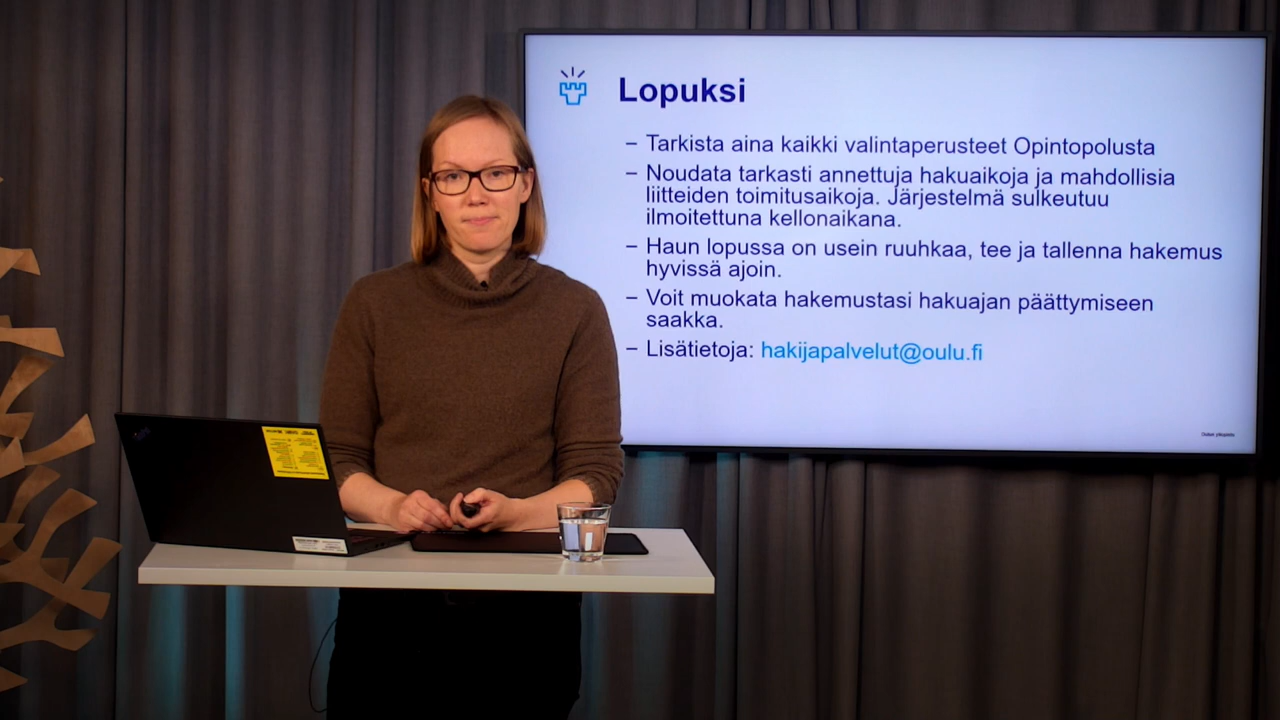 Lopuksi
– Tarkista aina kaikki valintaperusteet Opintopolusta
– Noudata tarkasti annettuja hakuaikoja ja mahdollisia
liitteiden toimitusaikoja. Järjestelmä sulkeutuu
ilmoitettuna kellonaikana.
– Haun lopussa on usein ruuhkaa, tee ja tallenna hakemus
hyvissä ajoin.
– Voit muokata hakemustasi hakuajan päättymiseen
saakka.
– Lisätietoja: hakijapalvelut@oulu.fi
Oulun yliopisto